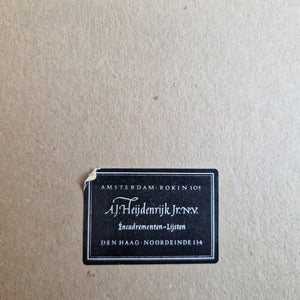 AMSTERDAM · ROKIN 101
A.J. Heijdenrijk Jr. N.V.
Encadrementen - Lijsten
DEN HAAG · NOORDEINDE 114